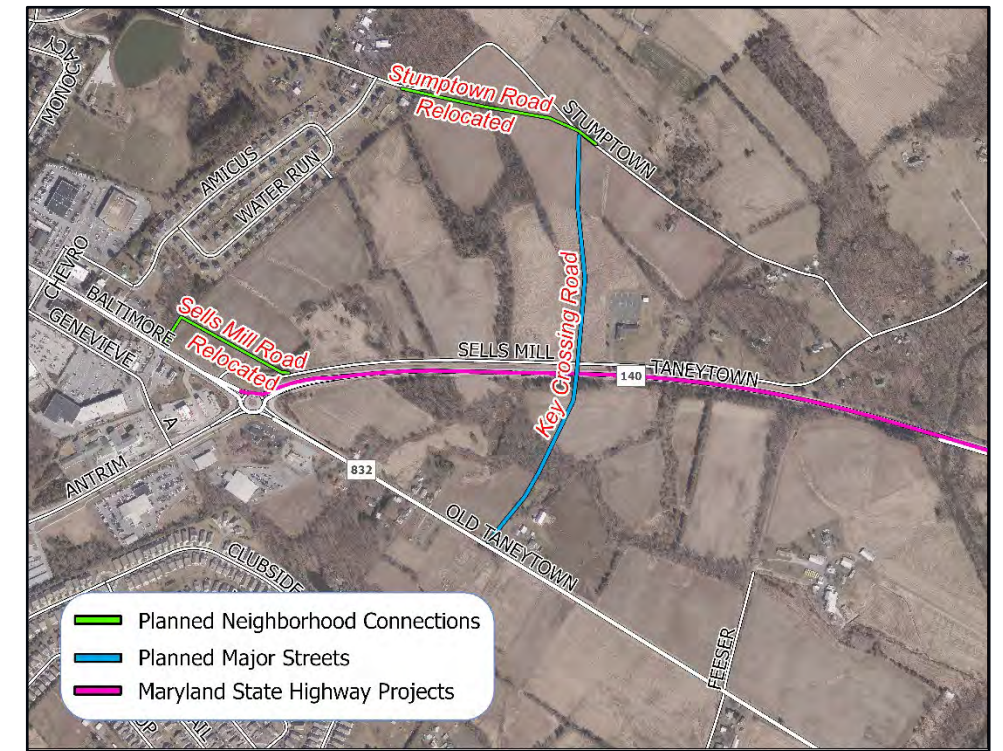 MONOCACY
Stumptown Road
Relocated
STUMPTOWN
AMICUS
WATER RUN
CHEVRO
BALTIMORE
GENEVIEVE
Sells Mill Road
Relocated
Key Crossing Road
SELLS MILL
TANEYTOWN
140
A
ANTRIM
832
OLD TANEYTOWN
CLUBSIDE
FEESER
Planned Neighborhood Connections
Planned Major Streets
Maryland State Highway Projects
OP
AIL